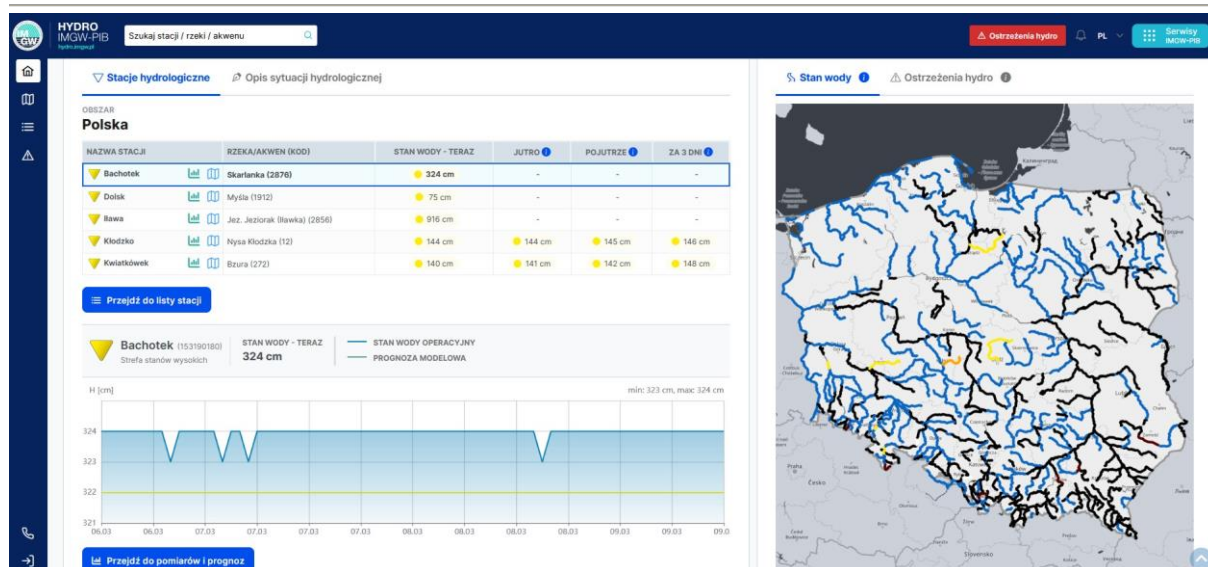 HYDRO
IMGW-PIB
hydro.imgw.pl
IM
GW
Szukaj stacji / rzeki / akwenu
Ostrzeżenia hydro
PL
Serwisy
IMGW-PIB
Stacje hydrologiczne
Opis sytuacji hydrologicznej
OBSZAR
Polska
NAZWA STACJI RZEKA/AKWEN (KOD) STAN WODY - TERAZ JUTRO POJUTRZE ZA 3 DNI
Bachotek Skarlanka (2876) 324 cm - - -
Dolsk Myśla (1912) 75 cm - - -
Iława Jez. Jeziorak (Iławka) (2856) 916 cm - - -
Kłodzko Nysa Kłodzka (12) 144 cm 144 cm 145 cm 146 cm
Kwiatkówek Bzura (272) 140 cm 141 cm 142 cm 148 cm
Przejdź do listy stacji
Bachotek (153190180)
Strefa stanów wysokich
STAN WODY - TERAZ
324 cm
STAN WODY OPERACYJNY
PROGNOZA MODELOWA
H [cm]
min: 323 cm, max: 324 cm
324
323
322
321
06.03 06.03 07.03 07.03 07.03 07.03 08.03 08.03 08.03 08.03 09.03 09.03 09.0
Przejdź do pomiarów i prognoz
Stan wody
Ostrzeżenia hydro
Praha
Česko
Slovensko